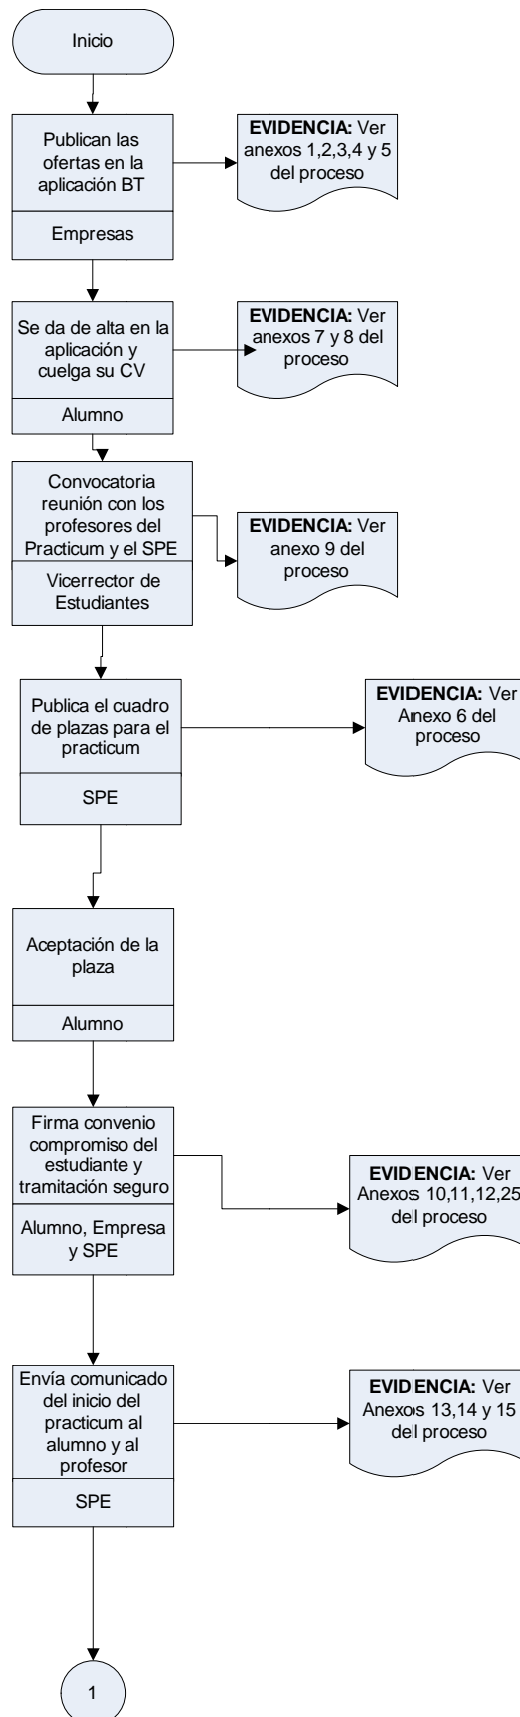 Inicio
Publican las
ofertas en la
aplicación BT
Empresas
EVIDENCIA: Ver
anexos 1,2,3,4 y 5
del proceso
Se da de alta en la
aplicación y
cuelga su CV
Alumno
EVIDENCIA: Ver
anexos 7 y 8 del
proceso
Convocatoria
reunión con los
profesores del
Practicum y el SPE
Vicerrector de
Estudiantes
EVIDENCIA: Ver
anexo 9 del
proceso
Publica el cuadro
de plazas para el
practicum
SPE
EVIDENCIA: Ver
Anexo 6 del
proceso
Aceptación de la
plaza
Alumno
Firma convenio
compromiso del
estudiante y
tramitación seguro
Alumno, Empresa
y SPE
EVIDENCIA: Ver
Anexos 10,11,12,25
del proceso
Envía comunicado
del inicio del
practicum al
alumno y al
profesor
SPE
EVIDENCIA: Ver
Anexos 13,14 y 15
del proceso
1